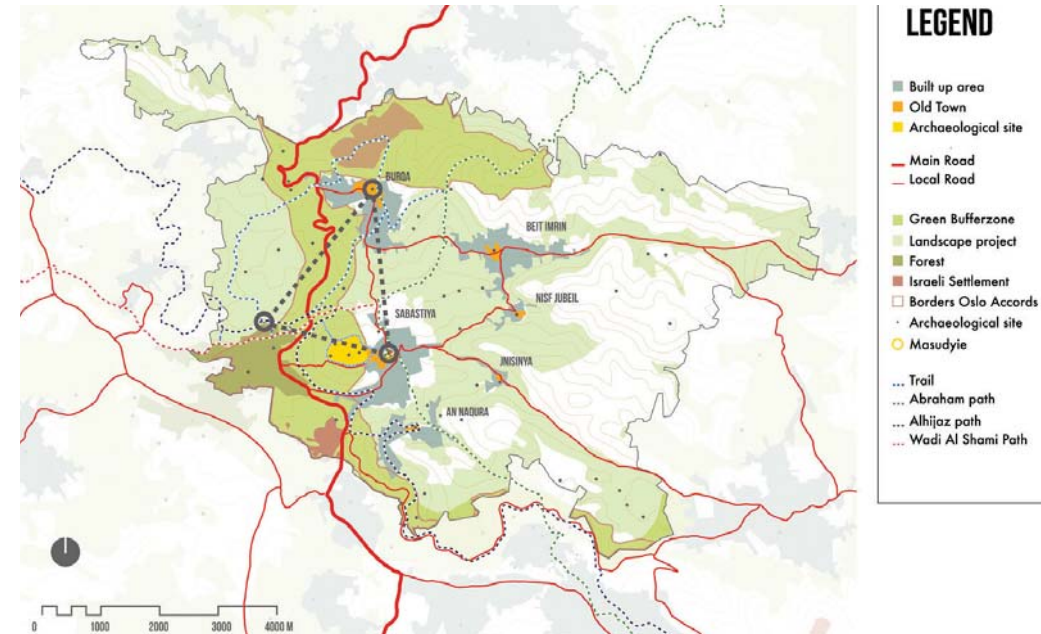 BURQA
BEIT IMRIN
NISF JUBEIL
SABASTIYA
JNISINYA
AN NAQURA
0 1000 2000 3000 4000 M
LEGEND
Built up area
Old Town
Archaeological site
Main Road
Local Road
Green Bufferzone
Landscape project
Forest
Israeli Settlement
Borders Oslo Accords
Archaeological site
Masudyie
Trail
Abraham path
Alhijaz path
Wadi Al Shami Path